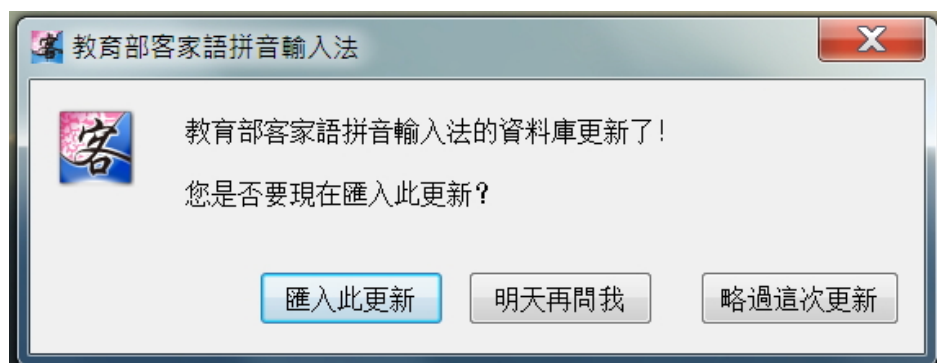 教育部客家語拼音輸入法
客
教育部客家語拼音輸入法的資料庫更新了!
您是否要現在匯入此更新?
匯入此更新
明天再問我
略過這次更新